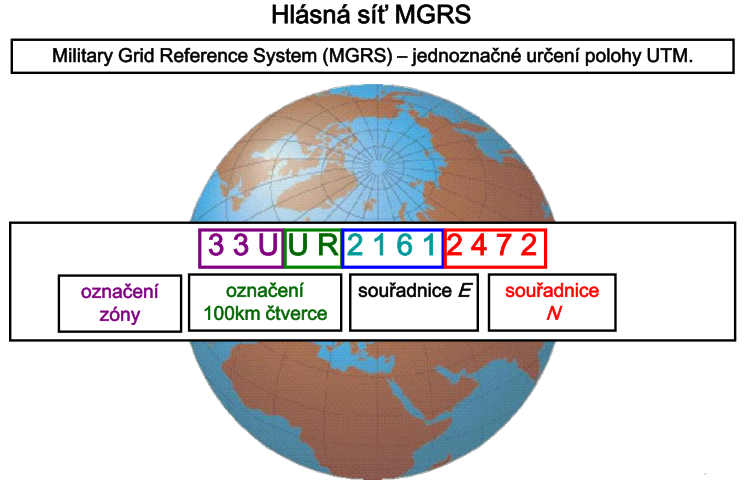 Hlásná síť MGRS
Military Grid Reference System (MGRS) – jednoznačné určení polohy UTM.
3 3 U U R 2 1 6 1 2 4 7 2
označení
zóny
označení
100km čtverce
souřadnice E
souřadnice
N